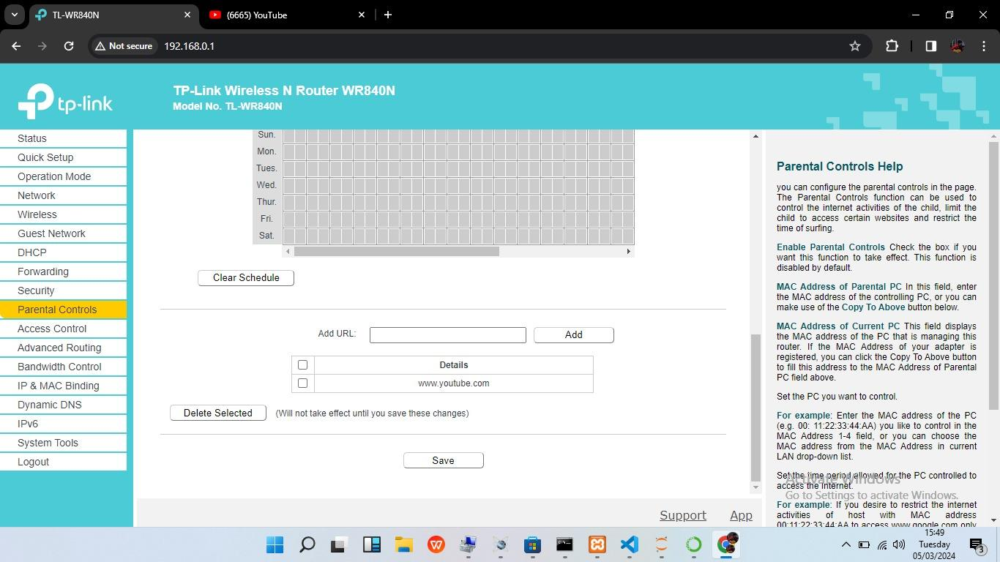 TL-WR840N
(6665) YouTube
Not secure
192.168.0.1
tp-link
TP-Link Wireless N Router WR840N
Model No. TL-WR840N
Status
Quick Setup
Operation Mode
Network
Wireless
Guest Network
DHCP
Forwarding
Security
Parental Controls
Access Control
Advanced Routing
Bandwidth Control
IP & MAC Binding
Dynamic DNS
IPv6
System Tools
Logout
Sun.
Mon.
Tues.
Wed.
Thur.
Fri.
Sat.
Clear Schedule
Add URL:
Add
Details
www.youtube.com
Delete Selected
(Will not take effect until you save these changes)
Save
Support
App
Parental Controls Help
you can configure the parental controls in the page.
The Parental Controls function can be used to
control the internet activities of the child, limit the
child to access certain websites and restrict the
time of surfing.
Enable Parental Controls Check the box if you
want this function to take effect. This function is
disabled by default.
MAC Address of Parental PC In this field, enter
the MAC address of the controlling PC, or you can
make use of the Copy To Above button below.
MAC Address of Current PC This field displays
the MAC address of the PC that is managing this
router. If the MAC Address of your adapter is
registered, you can click the Copy To Above button
to fill this address to the MAC Address of Parental
PC field above.
Set the PC you want to control.
For example: Enter the MAC address of the PC
(e.g. 00: 11:22:33:44:AA) you like to control in the
MAC Address 1-4 field, or you can choose the
MAC address from the MAC Address in current
LAN drop-down list.
Set the time period allowed for the PC controlled to
access the Internet.
For example: If you desire to restrict the internet
activities of host with MAC address
00:11:22:33:44:AA to access www.google.com only
Activate Windows
Go to Settings to activate Windows.
15:49
Tuesday
05/03/2024
3